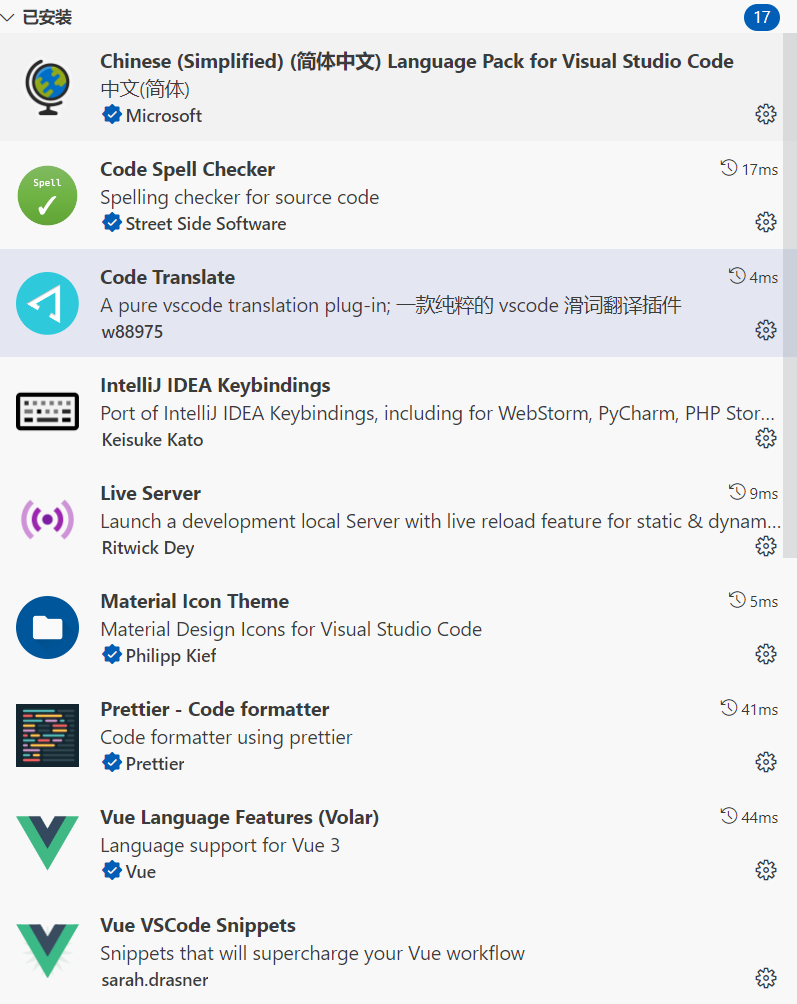 已安装 17
Chinese (Simplified) (简体中文) Language Pack for Visual Studio Code
中文(简体)
Microsoft
Spell
Code Spell Checker 17ms
Spelling checker for source code
Street Side Software
Code Translate 4ms
A pure vscode translation plug-in; 一款纯粹的 vscode 滑词翻译插件
w88975
IntelliJ IDEA Keybindings
Port of IntelliJ IDEA Keybindings, including for WebStorm, PyCharm, PHP Stor...
Keisuke Kato
Live Server 9ms
Launch a development local Server with live reload feature for static & dynam...
Ritwick Dey
Material Icon Theme 5ms
Material Design Icons for Visual Studio Code
Philipp Kief
Prettier - Code formatter 41ms
Code formatter using prettier
Prettier
Vue Language Features (Volar) 44ms
Language support for Vue 3
Vue
Vue VSCode Snippets
Snippets that will supercharge your Vue workflow
sarah.drasner